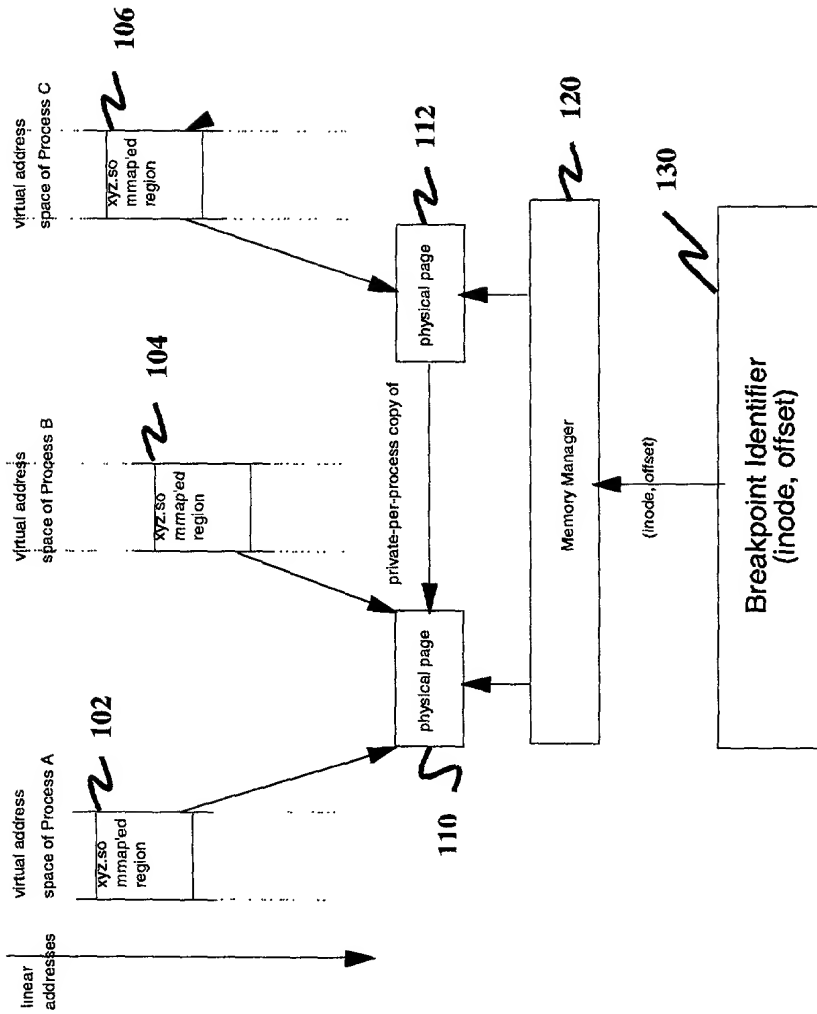 linear
addresses
virtual address
space of Process A
xyz.so
mmap'ed
region
102
virtual address
space of Process B
xyz.so
mmap'ed
region
104
virtual address
space of Process C
xyz.so
mmap'ed
region
106
physical page
110
private-per-process copy of
physical page
112
Memory Manager
120
(inode, offset)
Breakpoint Identifier
(inode, offset)
130